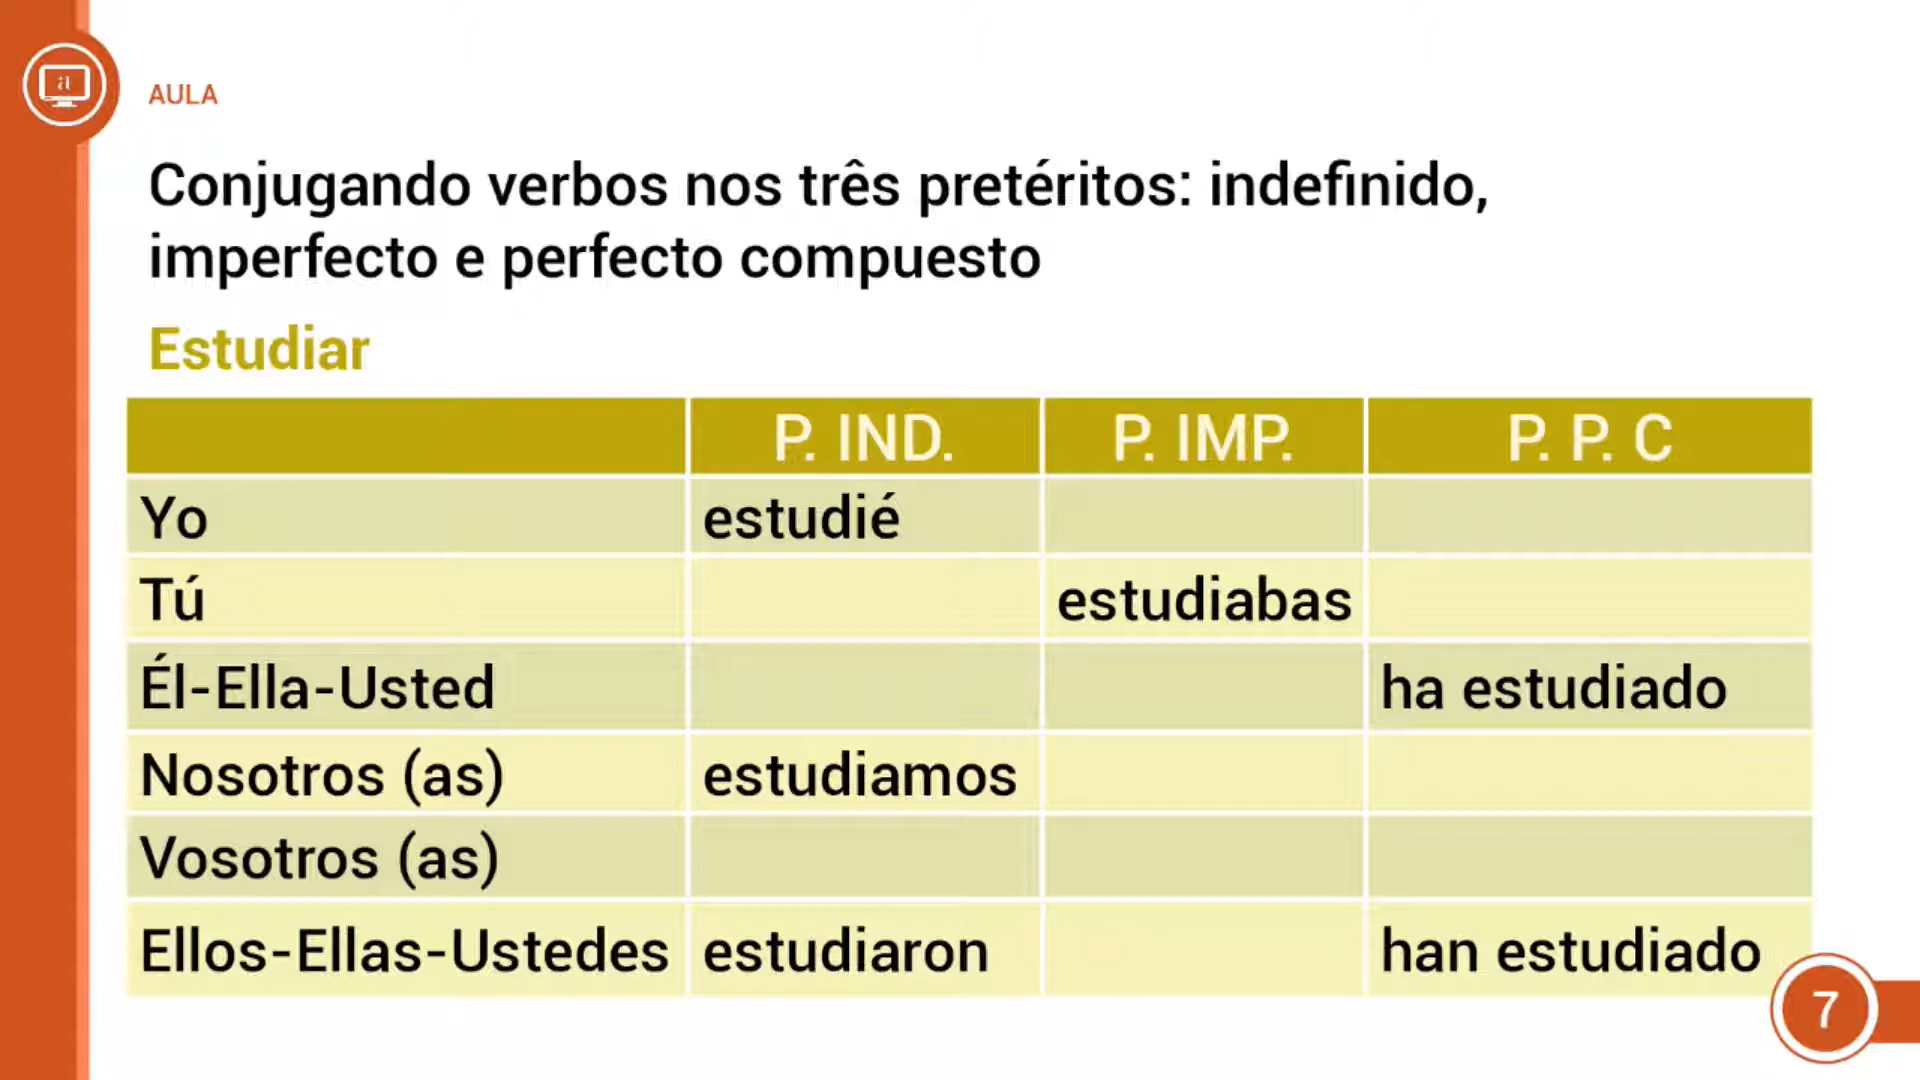 a
AULA
Conjugando verbos nos três pretéritos: indefinido,
imperfecto e perfecto compuesto
Estudiar
P. IND. P. IMP. P. P. C
Yo estudié
Tú estudiabas
Él-Ella-Usted ha estudiado
Nosotros (as) estudiamos
Vosotros (as)
Ellos-Ellas-Ustedes estudiaron han estudiado
7